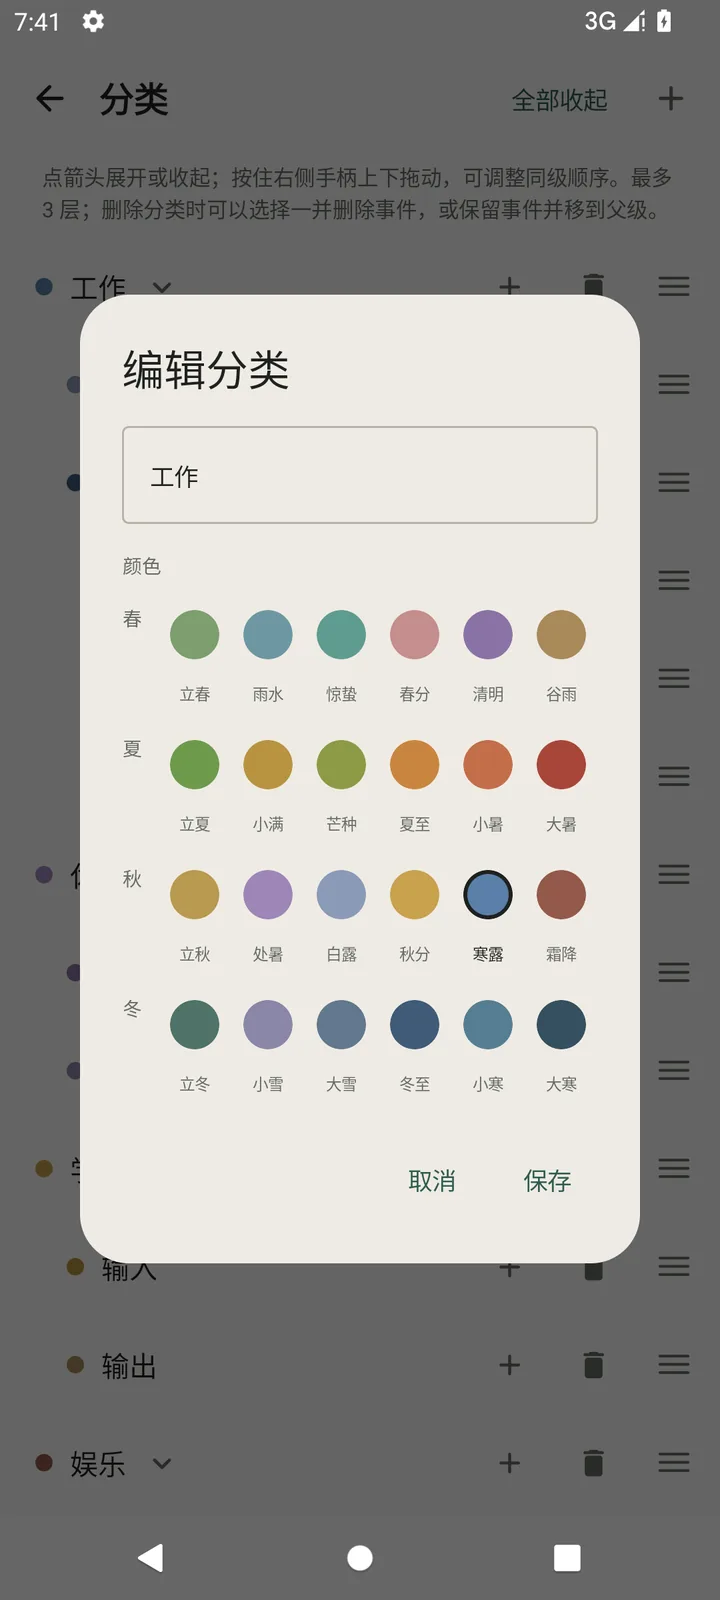 7:41
3G
分类
全部收起
点箭头展开或收起；按住右侧手柄上下拖动，可调整同级顺序。最多
3 层；删除分类时可以选择一并删除事件，或保留事件并移到父级。
工作
编辑分类
工作
颜色
春
立春 雨水 惊蛰 春分 清明 谷雨
夏
立夏 小满 芒种 夏至 小暑 大暑
秋
立秋 处暑 白露 秋分 寒露 霜降
冬
立冬 小雪 大雪 冬至 小寒 大寒
取消 保存
输入
输出
娱乐